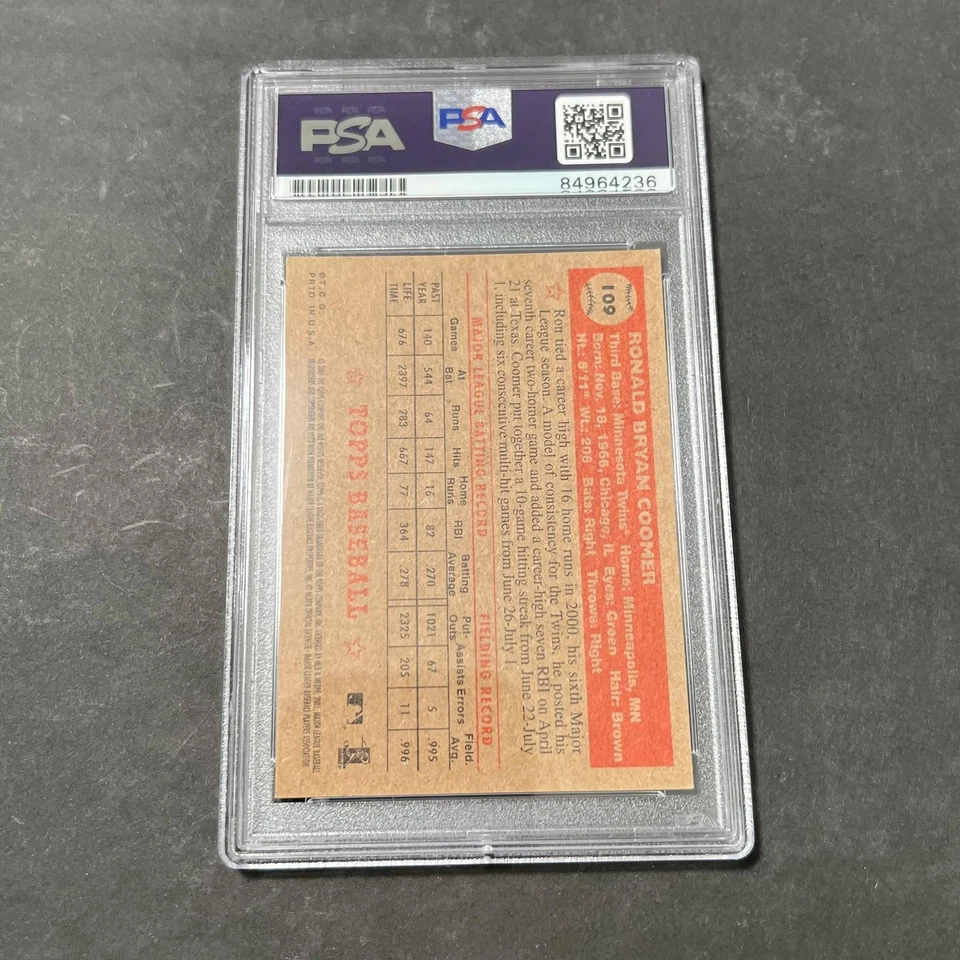 PSA
PSA
84964236
109
RONALD BRYAN COOMER
Third Base: Minnesota Twins® Home: Minneapolis, MN
Born: Nov. 18, 1966, Chicago, IL Eyes: Green Hair: Brown
Ht.: 5'11" Wt.: 206 Bats: Right Throws: Right
Ron tied a career high with 16 home runs in 2000, his sixth Major
League season. A model of consistency for the Twins, he posted his
seventh career two-homer game and added a career-high seven RBI on April
21 at Texas. Coomer put together a 10-game hitting streak from June 22-July
1, including six consecutive multi-hit games from June 26-July 1.
MAJOR LEAGUE BATTING RECORD FIELDING RECORD
Games At Bat Runs Hits Home Runs RBI Batting Average Put-Outs Assists Errors Field. Avg.
PAST YEAR 140 544 64 147 16 82 .270 1021 67 5 .995
LIFE TIME 676 2397 283 667 77 364 .278 2325 205 11 .996
TOPPS BASEBALL
© T.C.G.
PRTD. IN U.S.A.